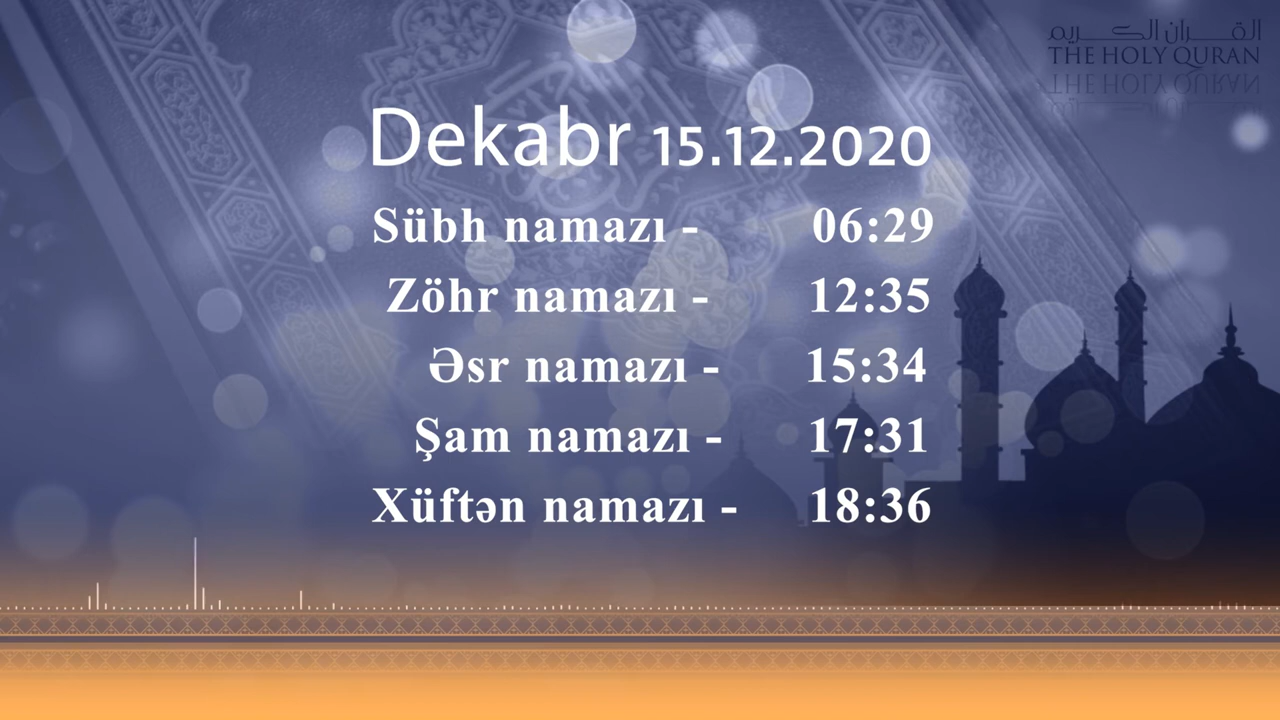 القرآن الكريم
THE HOLY QURAN
Dekabr 15.12.2020
Sübh namazı - 06:29
Zöhr namazı - 12:35
Əsr namazı - 15:34
Şam namazı - 17:31
Xüftən namazı - 18:36